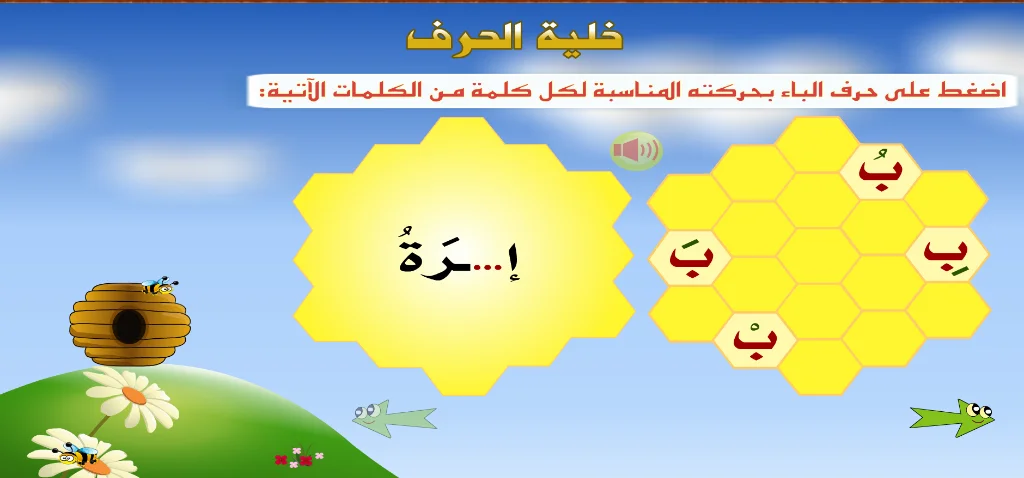 خلية الحرف
اضغط على حرف الباء بحركته المناسبة لكل كلمة من الكلمات الآتية:
إ...ـرَةُ
بُ
بَ
بِ
بْ